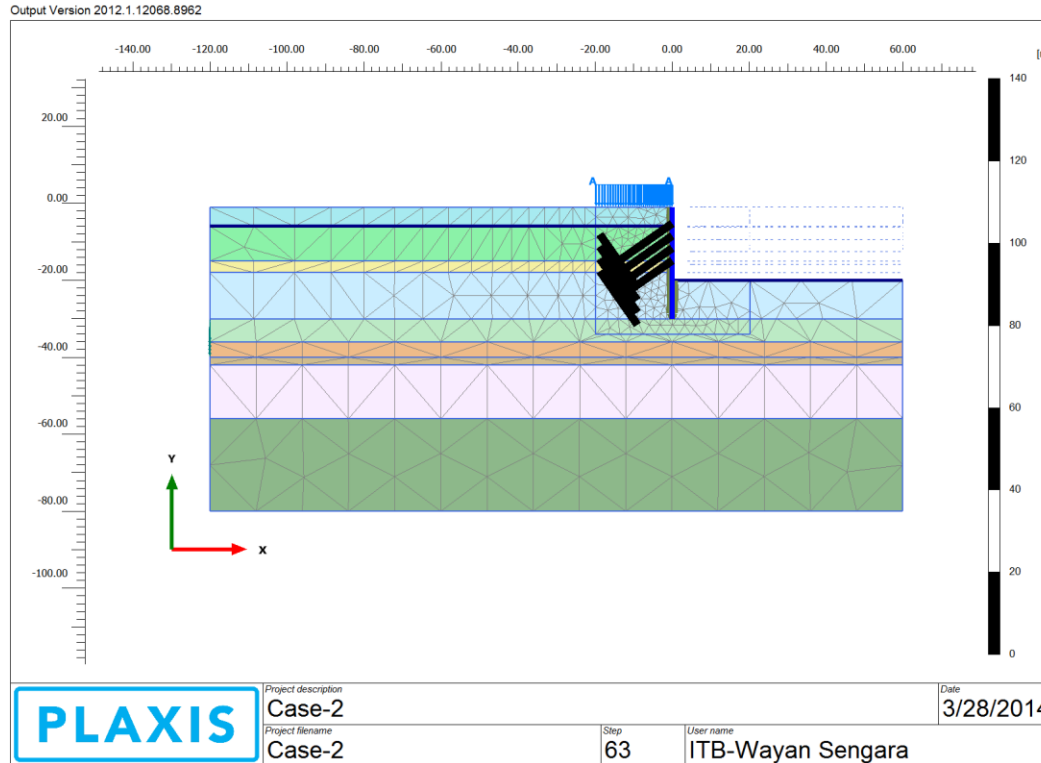 Output Version 2012.1.12068.8962
-140.00 -120.00 -100.00 -80.00 -60.00 -40.00 -20.00 0.00 20.00 40.00 60.00
[
140
20.00
120
A A
0.00
100
-20.00
80
-40.00
60
-60.00
Y
40
-80.00
20
X
-100.00
0
PLAXIS
Project description
Case-2
Date
3/28/2014
Project filename
Case-2
Step
63
User name
ITB-Wayan Sengara